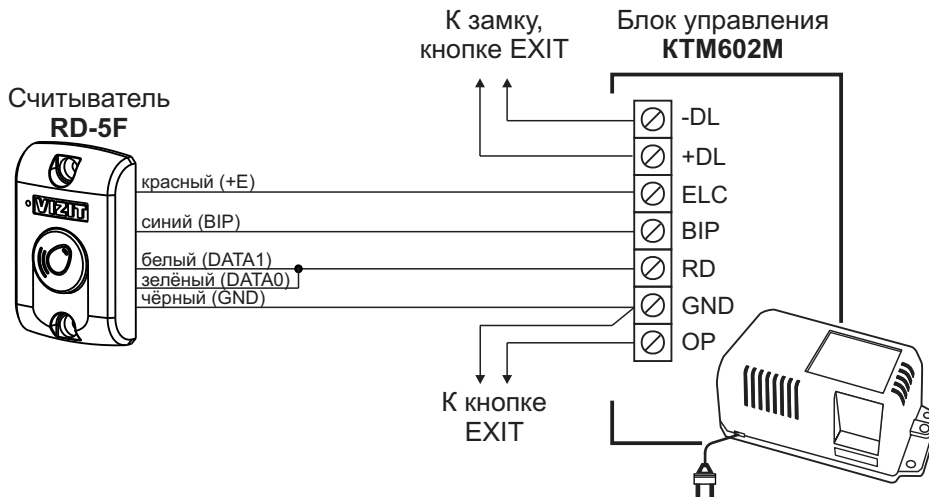 К замку,
кнопке EXIT
Блок управления
КТМ602М
Считыватель
RD-5F
VIZIT
красный (+E)
синий (BIP)
белый (DATA1)
зелёный (DATA0)
чёрный (GND)
-DL
+DL
ELC
BIP
RD
GND
OP
К кнопке
EXIT